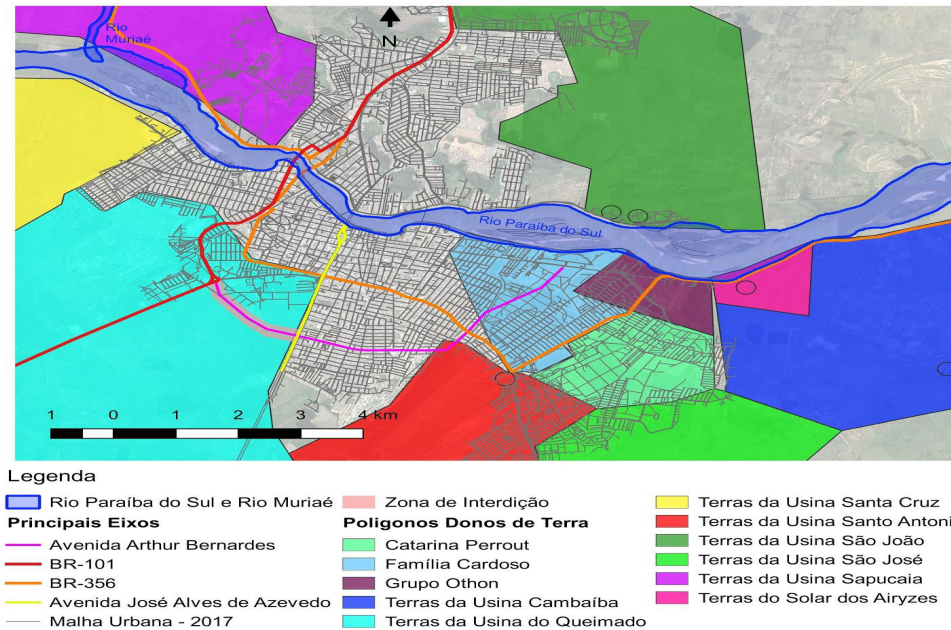 N
Rio
Muriaé
Rio Paraíba do Sul
1 0 1 2 3 4 km
Legenda
Rio Paraíba do Sul e Rio Muriaé
Principais Eixos
Avenida Arthur Bernardes
BR-101
BR-356
Avenida José Alves de Azevedo
Malha Urbana - 2017
Zona de Interdição
Polígonos Donos de Terra
Catarina Perrout
Família Cardoso
Grupo Othon
Terras da Usina Cambaíba
Terras da Usina do Queimado
Terras da Usina Santa Cruz
Terras da Usina Santo Antoni
Terras da Usina São João
Terras da Usina São José
Terras da Usina Sapucaia
Terras do Solar dos Airyzes